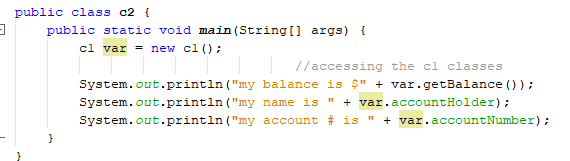 public class c2 {
public static void main(String[] args) {
c1 var = new c1();
//accessing the c1 classes
System.out.println("my balance is $" + var.getBalance());
System.out.println("my name is " + var.accountHolder);
System.out.println("my account # is " + var.accountNumber);
}
}